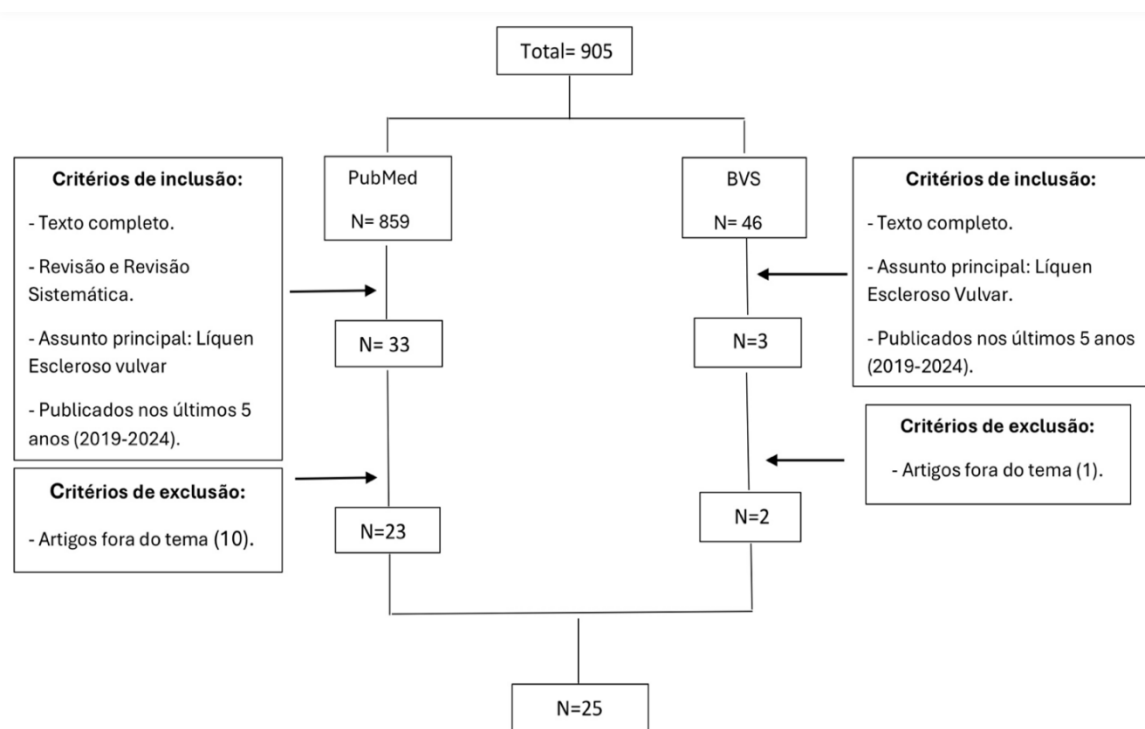 Total= 905
PubMed
N= 859
BVS
N= 46
Critérios de inclusão:
- Texto completo.
- Revisão e Revisão
Sistemática.
- Assunto principal: Líquen
Escleroso vulvar
- Publicados nos últimos 5
anos (2019-2024).
Critérios de inclusão:
- Texto completo.
- Assunto principal: Líquen
Escleroso Vulvar.
- Publicados nos últimos 5 anos
(2019-2024).
N= 33
N=3
Critérios de exclusão:
- Artigos fora do tema (10).
Critérios de exclusão:
- Artigos fora do tema (1).
N=23
N=2
N=25